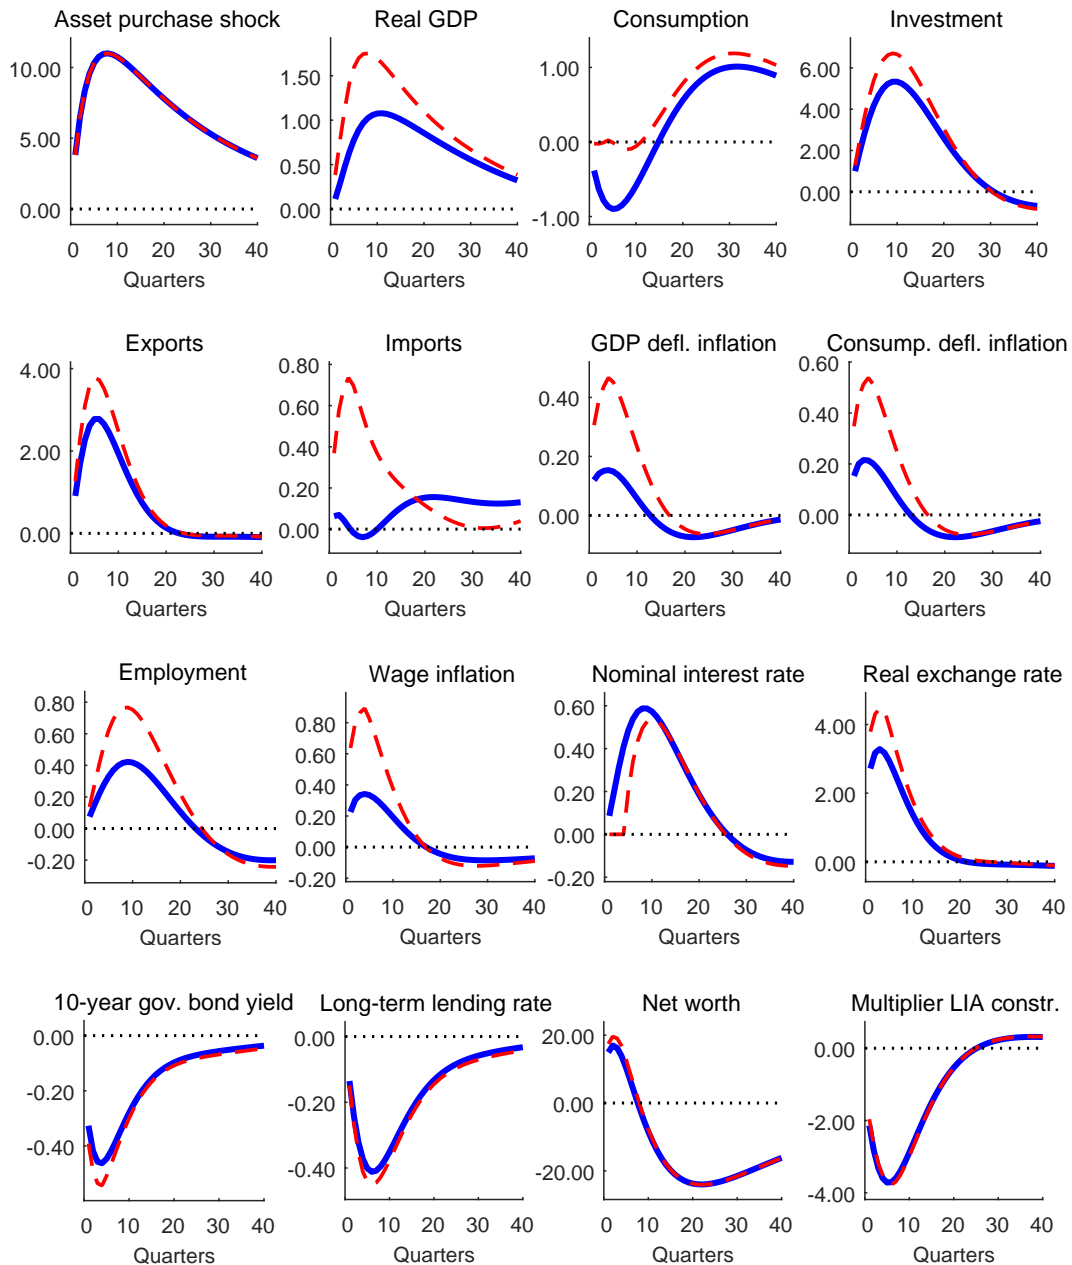 Asset purchase shock
10.00
5.00
0.00
0 10 20 30 40
Quarters
Real GDP
1.50
1.00
0.50
0.00
0 10 20 30 40
Quarters
Consumption
1.00
0.00
-1.00
0 10 20 30 40
Quarters
Investment
6.00
4.00
2.00
0.00
0 10 20 30 40
Quarters
Exports
4.00
2.00
0.00
0 10 20 30 40
Quarters
Imports
0.80
0.60
0.40
0.20
0.00
0 10 20 30 40
Quarters
GDP defl. inflation
0.40
0.20
0.00
0 10 20 30 40
Quarters
Consump. defl. inflation
0.60
0.40
0.20
0.00
0 10 20 30 40
Quarters
Employment
0.80
0.60
0.40
0.20
0.00
-0.20
0 10 20 30 40
Quarters
Wage inflation
0.80
0.60
0.40
0.20
0.00
-0.20
0 10 20 30 40
Quarters
Nominal interest rate
0.60
0.40
0.20
0.00
-0.20
0 10 20 30 40
Quarters
Real exchange rate
4.00
2.00
0.00
0 10 20 30 40
Quarters
10-year gov. bond yield
0.00
-0.20
-0.40
0 10 20 30 40
Quarters
Long-term lending rate
0.00
-0.20
-0.40
0 10 20 30 40
Quarters
Net worth
20.00
0.00
-20.00
0 10 20 30 40
Quarters
Multiplier LIA constr.
0.00
-2.00
-4.00
0 10 20 30 40
Quarters